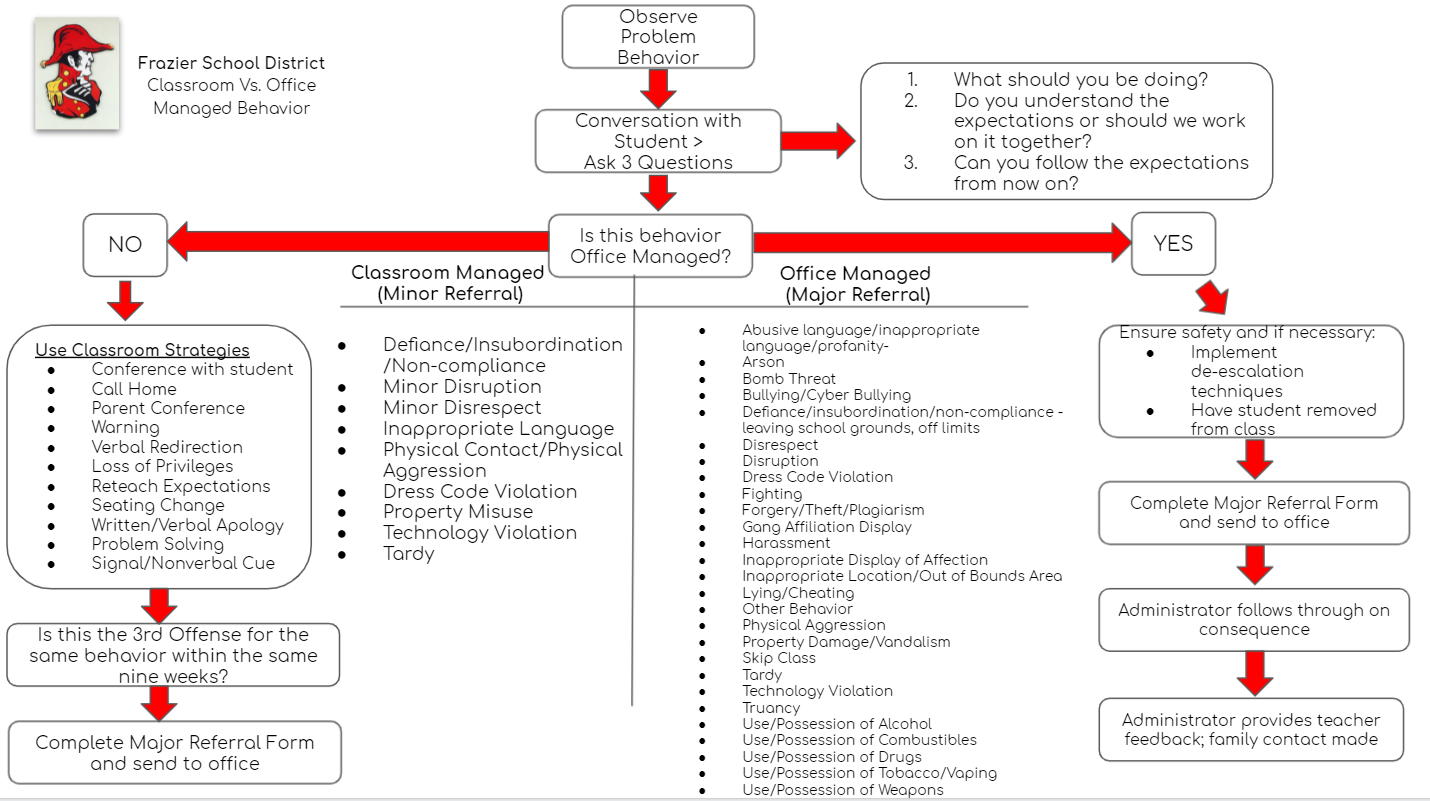 Frazier School District
Classroom Vs. Office
Managed Behavior
Observe
Problem
Behavior
Conversation with
Student >
Ask 3 Questions
1. What should you be doing?
2. Do you understand the
expectations or should we work
on it together?
3. Can you follow the expectations
from now on?
Is this behavior
Office Managed?
NO
YES
Use Classroom Strategies
● Conference with student
● Call Home
● Parent Conference
● Warning
● Verbal Redirection
● Loss of Privileges
● Reteach Expectations
● Seating Change
● Written/Verbal Apology
● Problem Solving
● Signal/Nonverbal Cue
Is this the 3rd Offense for the
same behavior within the same
nine weeks?
Complete Major Referral Form
and send to office
Classroom Managed
(Minor Referral)
● Defiance/Insubordination
/Non-compliance
● Minor Disruption
● Minor Disrespect
● Inappropriate Language
● Physical Contact/Physical
Aggression
● Dress Code Violation
● Property Misuse
● Technology Violation
● Tardy
Office Managed
(Major Referral)
● Abusive language/inappropriate
language/profanity-
● Arson
● Bomb Threat
● Bullying/Cyber Bullying
● Defiance/insubordination/non-compliance -
leaving school grounds, off limits
● Disrespect
● Disruption
● Dress Code Violation
● Fighting
● Forgery/Theft/Plagiarism
● Gang Affiliation Display
● Harassment
● Inappropriate Display of Affection
● Inappropriate Location/Out of Bounds Area
● Lying/Cheating
● Other Behavior
● Physical Aggression
● Property Damage/Vandalism
● Skip Class
● Tardy
● Technology Violation
● Truancy
● Use/Possession of Alcohol
● Use/Possession of Combustibles
● Use/Possession of Drugs
● Use/Possession of Tobacco/Vaping
● Use/Possession of Weapons
Ensure safety and if necessary:
● Implement
de-escalation
techniques
● Have student removed
from class
Complete Major Referral Form
and send to office
Administrator follows through on
consequence
Administrator provides teacher
feedback; family contact made